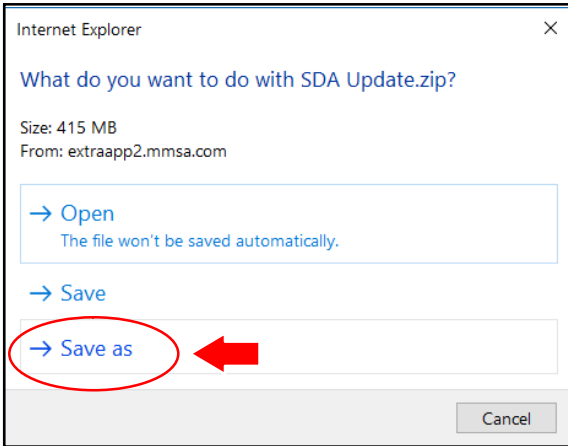 Internet Explorer
What do you want to do with SDA Update.zip?
Size: 415 MB
From: extraapp2.mmsa.com
→ Open
The file won't be saved automatically.
→ Save
→ Save as
Cancel